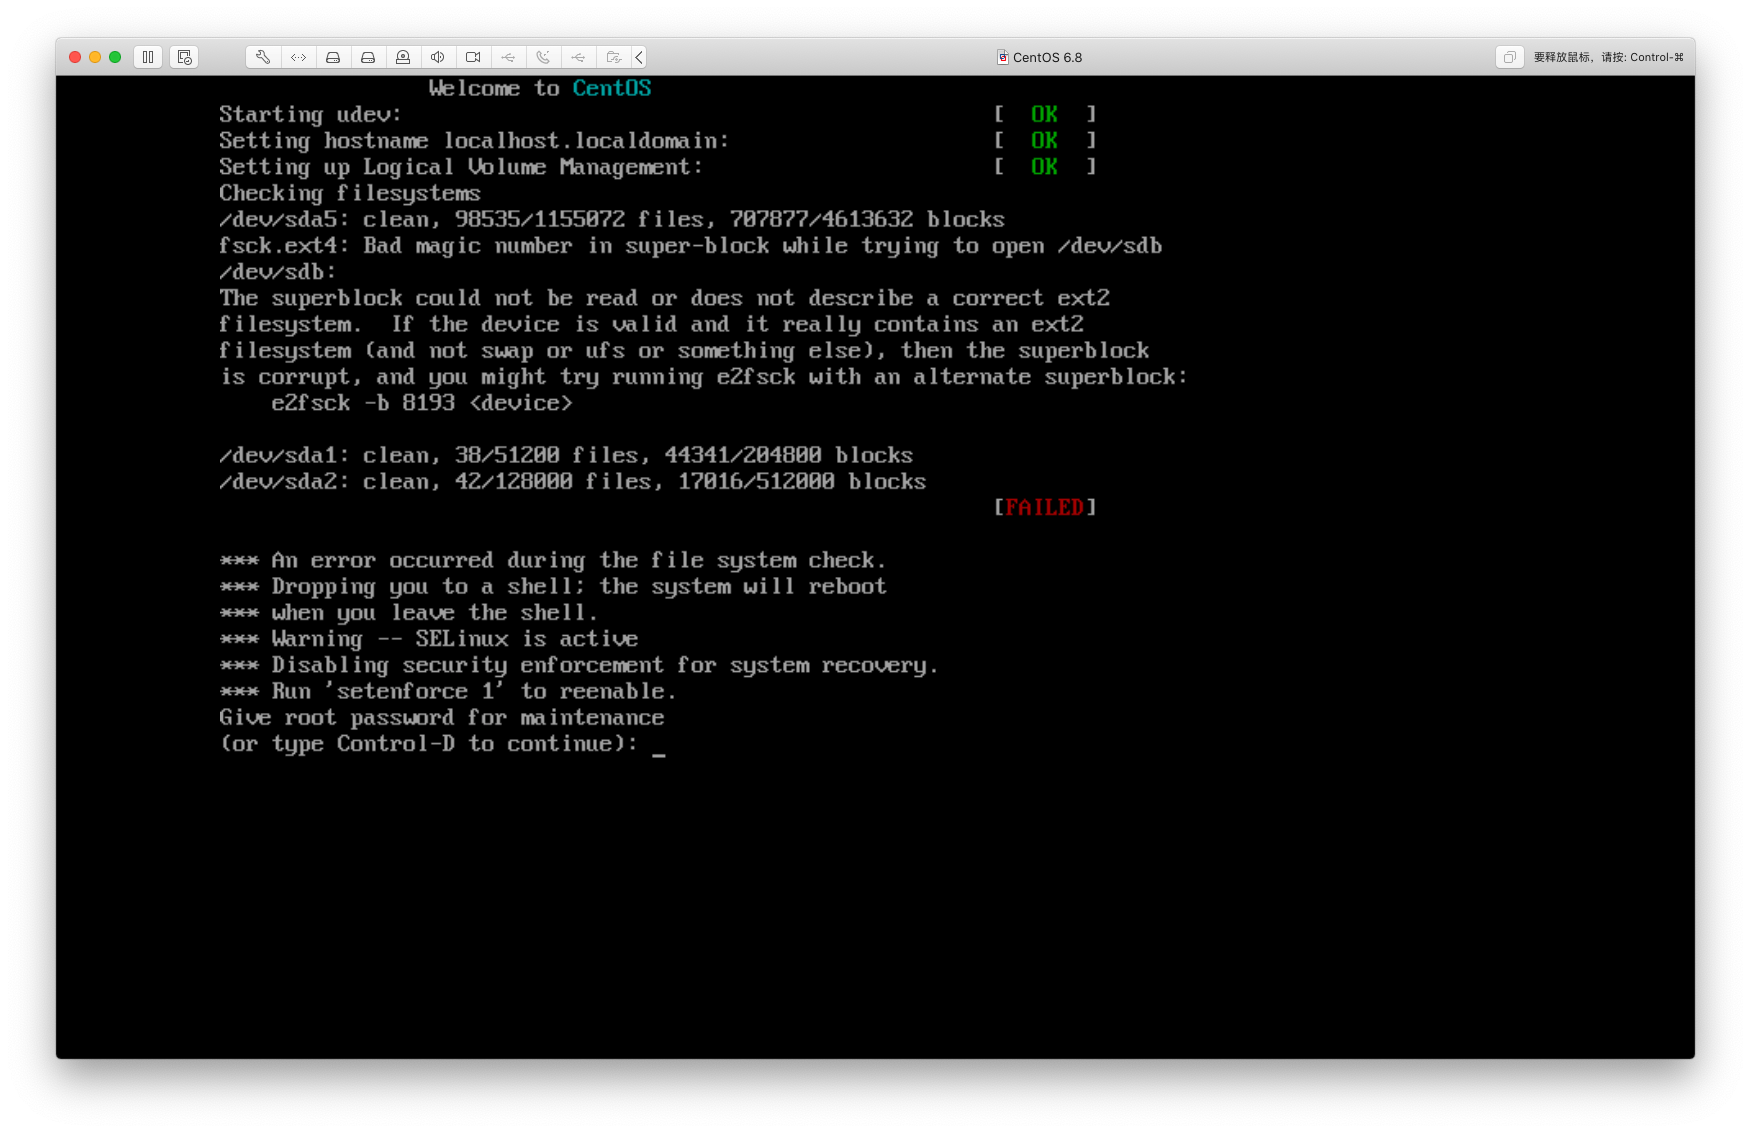 CentOS 6.8
要释放鼠标，请按: Control-⌘
Welcome to CentOS
Starting udev: [ OK ]
Setting hostname localhost.localdomain: [ OK ]
Setting up Logical Volume Management: [ OK ]
Checking filesystems
/dev/sda5: clean, 98535/1155072 files, 707877/4613632 blocks
fsck.ext4: Bad magic number in super-block while trying to open /dev/sdb
/dev/sdb:
The superblock could not be read or does not describe a correct ext2
filesystem.  If the device is valid and it really contains an ext2
filesystem (and not swap or ufs or something else), then the superblock
is corrupt, and you might try running e2fsck with an alternate superblock:
    e2fsck -b 8193 <device>
/dev/sda1: clean, 38/51200 files, 44341/204800 blocks
/dev/sda2: clean, 42/128000 files, 17016/512000 blocks
[FAILED]
*** An error occurred during the file system check.
*** Dropping you to a shell; the system will reboot
*** when you leave the shell.
*** Warning -- SELinux is active
*** Disabling security enforcement for system recovery.
*** Run 'setenforce 1' to reenable.
Give root password for maintenance
(or type Control-D to continue): _